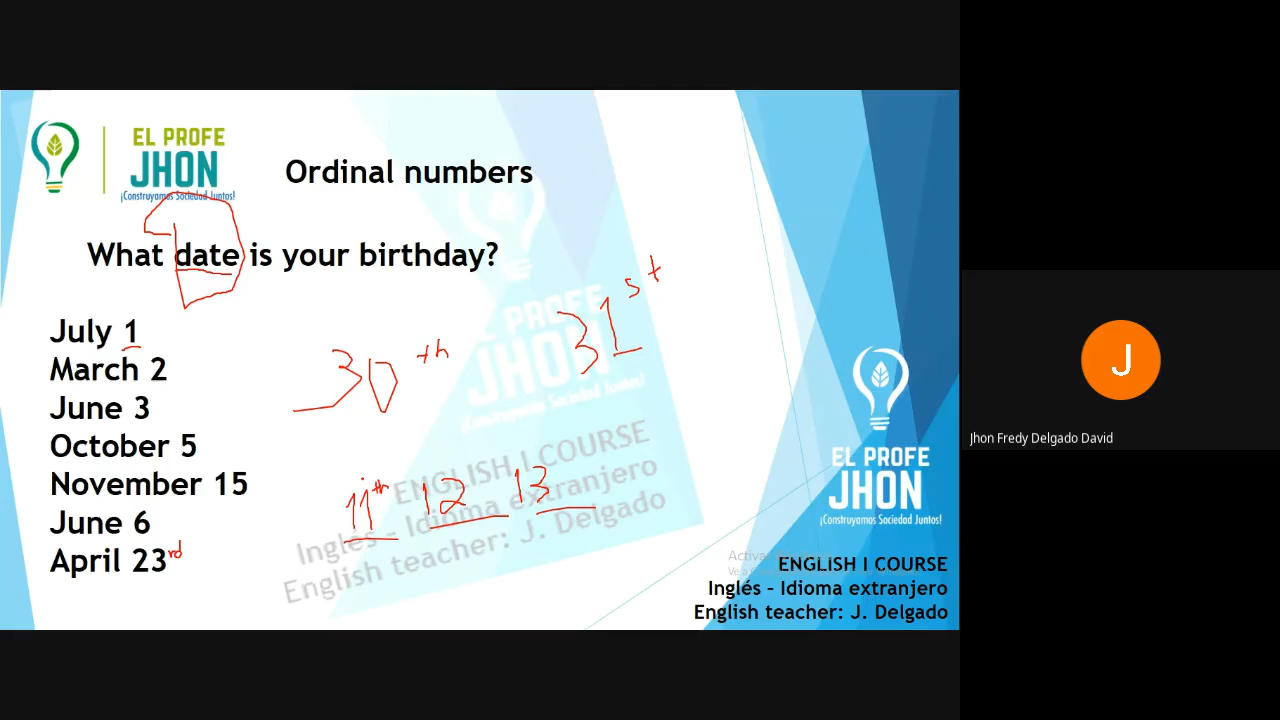 EL PROFE
JHON
¡Construyamos Sociedad Juntos!
Ordinal numbers
What date is your birthday?
July 1
March 2
June 3
October 5
November 15
June 6
April 23rd
30th
31st
11th 12 13
EL PROFE
JHON
ENGLISH I COURSE
Inglés - Idioma extranjero
English teacher: J. Delgado
EL PROFE
JHON
¡Construyamos Sociedad Juntos!
ENGLISH I COURSE
Inglés - Idioma extranjero
English teacher: J. Delgado
J
Jhon Fredy Delgado David